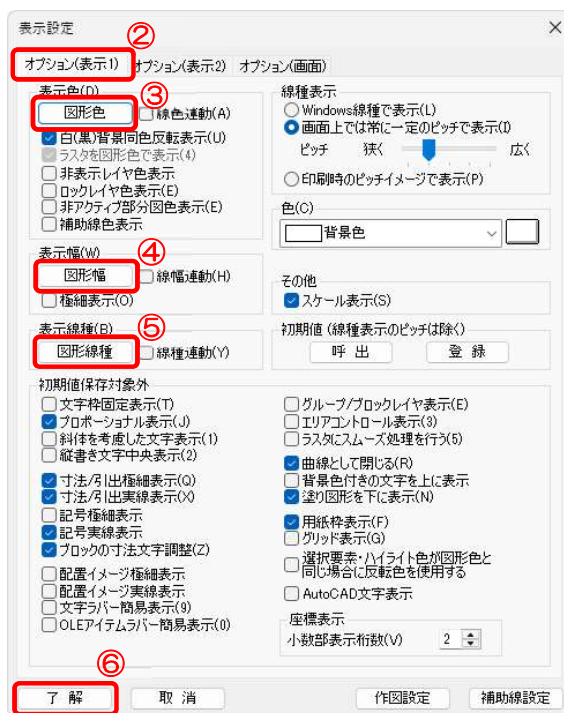 表示設定
②
オプション(表示1) オプション(表示2) オプション(画面)
表示色(D)
図形色 ③ 線色連動(A)
白(黒)背景同色反転表示(U)
ラスタを図形色で表示(4)
非表示レイヤ色表示
ロックレイヤ色表示(E)
非アクティブ部分図色表示(E)
補助線色表示
表示幅(W)
④
図形幅 線幅連動(H)
極細表示(O)
表示線種(B)
⑤
図形線種 線種連動(Y)
線種表示
Windows線種で表示(L)
画面上では常に一定のピッチで表示(I)
ピッチ 狭く 広く
印刷時のピッチイメージで表示(P)
色(C)
背景色
その他
スケール表示(S)
初期値(線種表示のピッチは除く)
呼 出 登 録
初期値保存対象外
文字枠固定表示(T)
プロポーショナル表示(J)
斜体を考慮した文字表示(1)
縦書き文字中央表示(2)
寸法/引出極細表示(Q)
寸法/引出実線表示(X)
記号極細表示
記号実線表示
ブロックの寸法文字調整(Z)
配置イメージ極細表示
配置イメージ実線表示
文字ラバー簡易表示(9)
OLEアイテムラバー簡易表示(0)
グループ/ブロックレイヤ表示(E)
エリアコントロール表示(3)
ラスタにスムーズ処理を行う(5)
曲線として閉じる(R)
背景色付きの文字を上に表示
塗り図形を下に表示(N)
用紙枠表示(F)
グリッド表示(G)
選択要素・ハイライト色が図形色と
同じ場合に反転色を使用する
AutoCAD文字表示
座標表示
小数部表示桁数(V) 2
⑥
了 解 取 消 作図設定 補助線設定